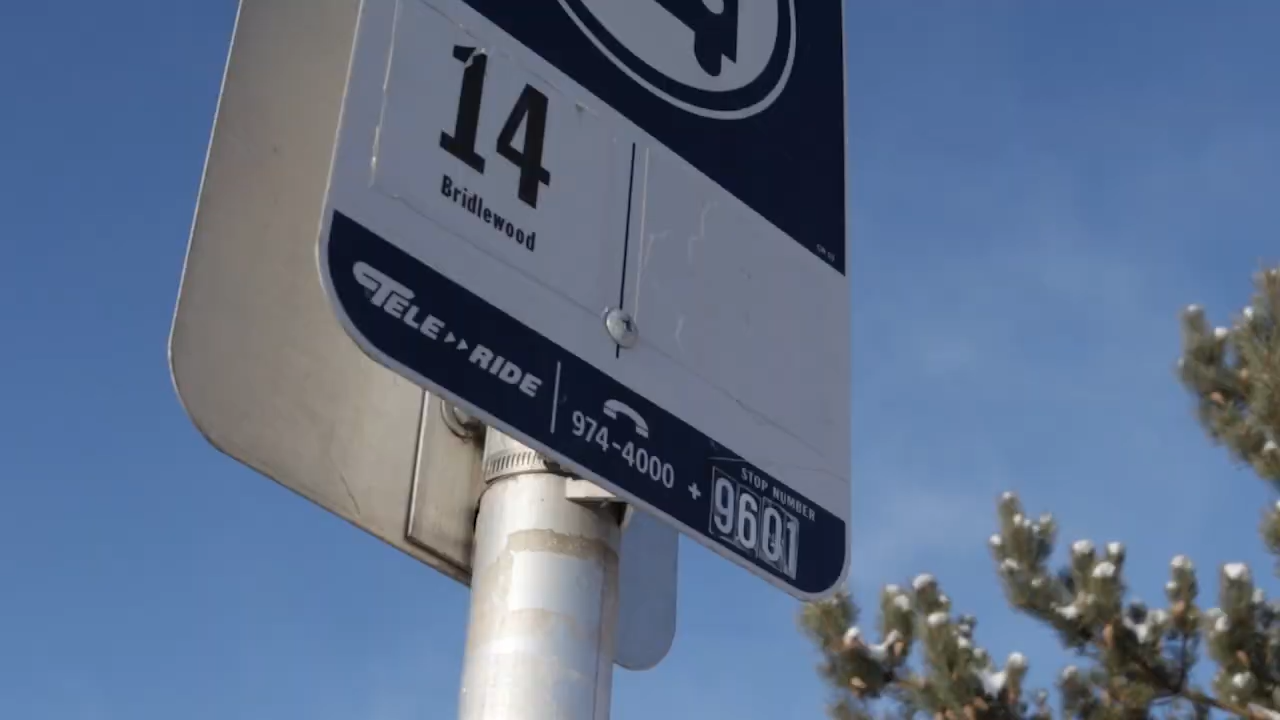 14
Bridlewood
TELE RIDE
974-4000 +
STOP NUMBER
9601